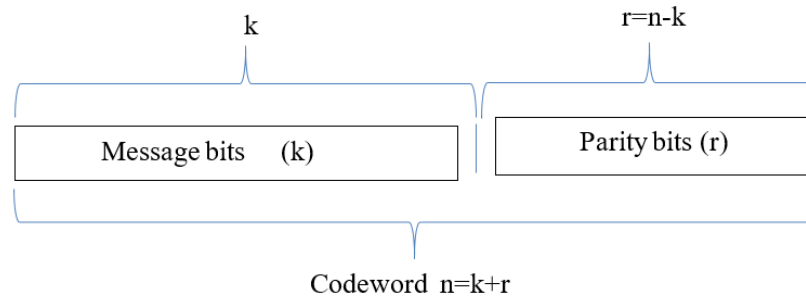 k
r=n-k
Message bits (k)
Parity bits (r)
Codeword n=k+r